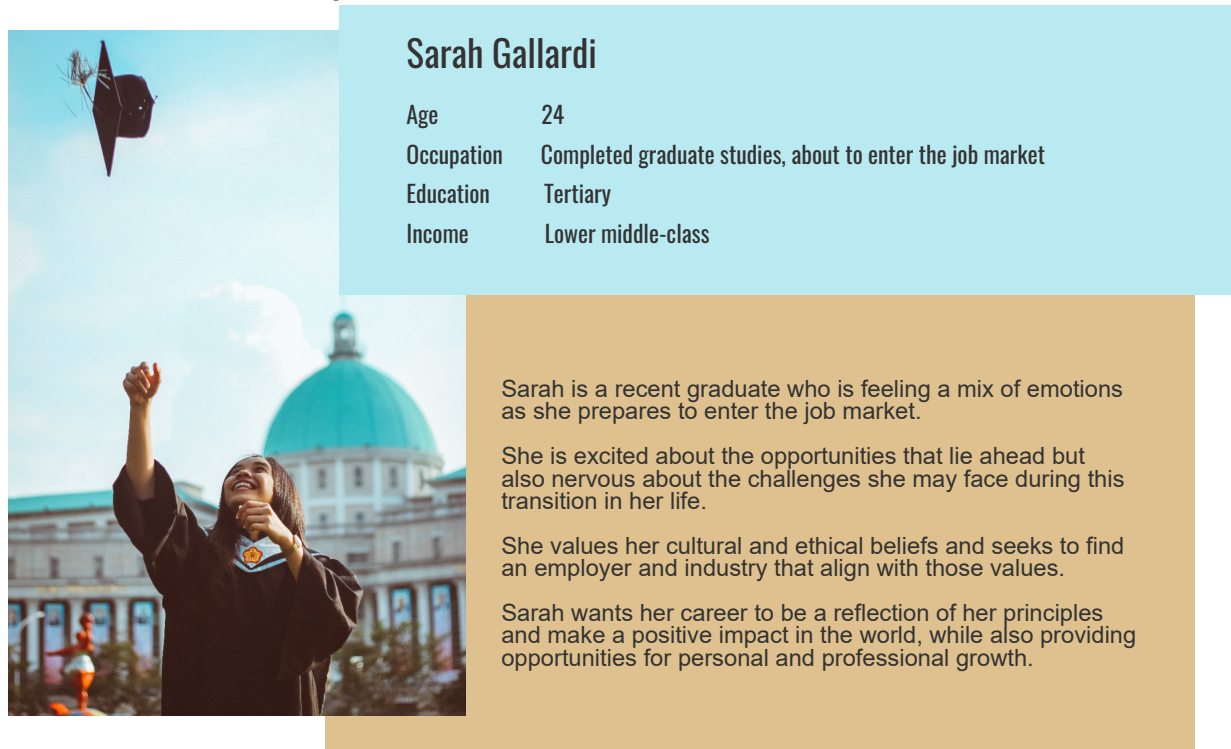 Sarah Gallardi
Age 24
Occupation Completed graduate studies, about to enter the job market
Education Tertiary
Income Lower middle-class
Sarah is a recent graduate who is feeling a mix of emotions
as she prepares to enter the job market.
She is excited about the opportunities that lie ahead but
also nervous about the challenges she may face during this
transition in her life.
She values her cultural and ethical beliefs and seeks to find
an employer and industry that align with those values.
Sarah wants her career to be a reflection of her principles
and make a positive impact in the world, while also providing
opportunities for personal and professional growth.